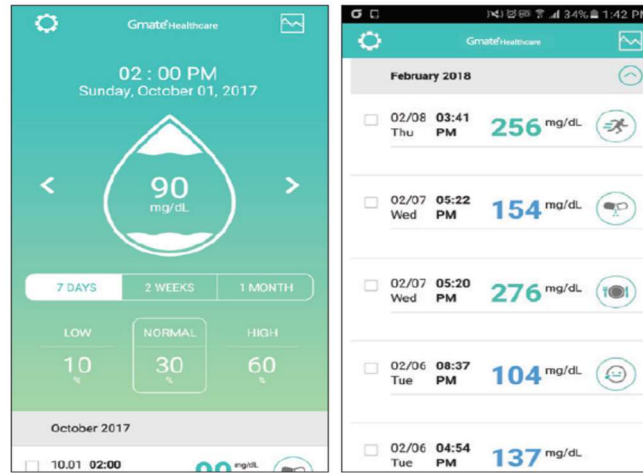 Gmate Healthcare
02 : 00 PM
Sunday, October 01, 2017
90
mg/dL
7 DAYS 2 WEEKS 1 MONTH
LOW NORMAL HIGH
10 30 60
% % %
October 2017
10.01 02:00
mg/dL
34% 1:42 PM
Gmate Healthcare
February 2018
02/08 03:41 256 mg/dL
Thu PM
02/07 05:22 154 mg/dL
Wed PM
02/07 05:20 276 mg/dL
Wed PM
02/06 08:37 104 mg/dL
Tue PM
02/06 04:54 137 mg/dL
Tue PM